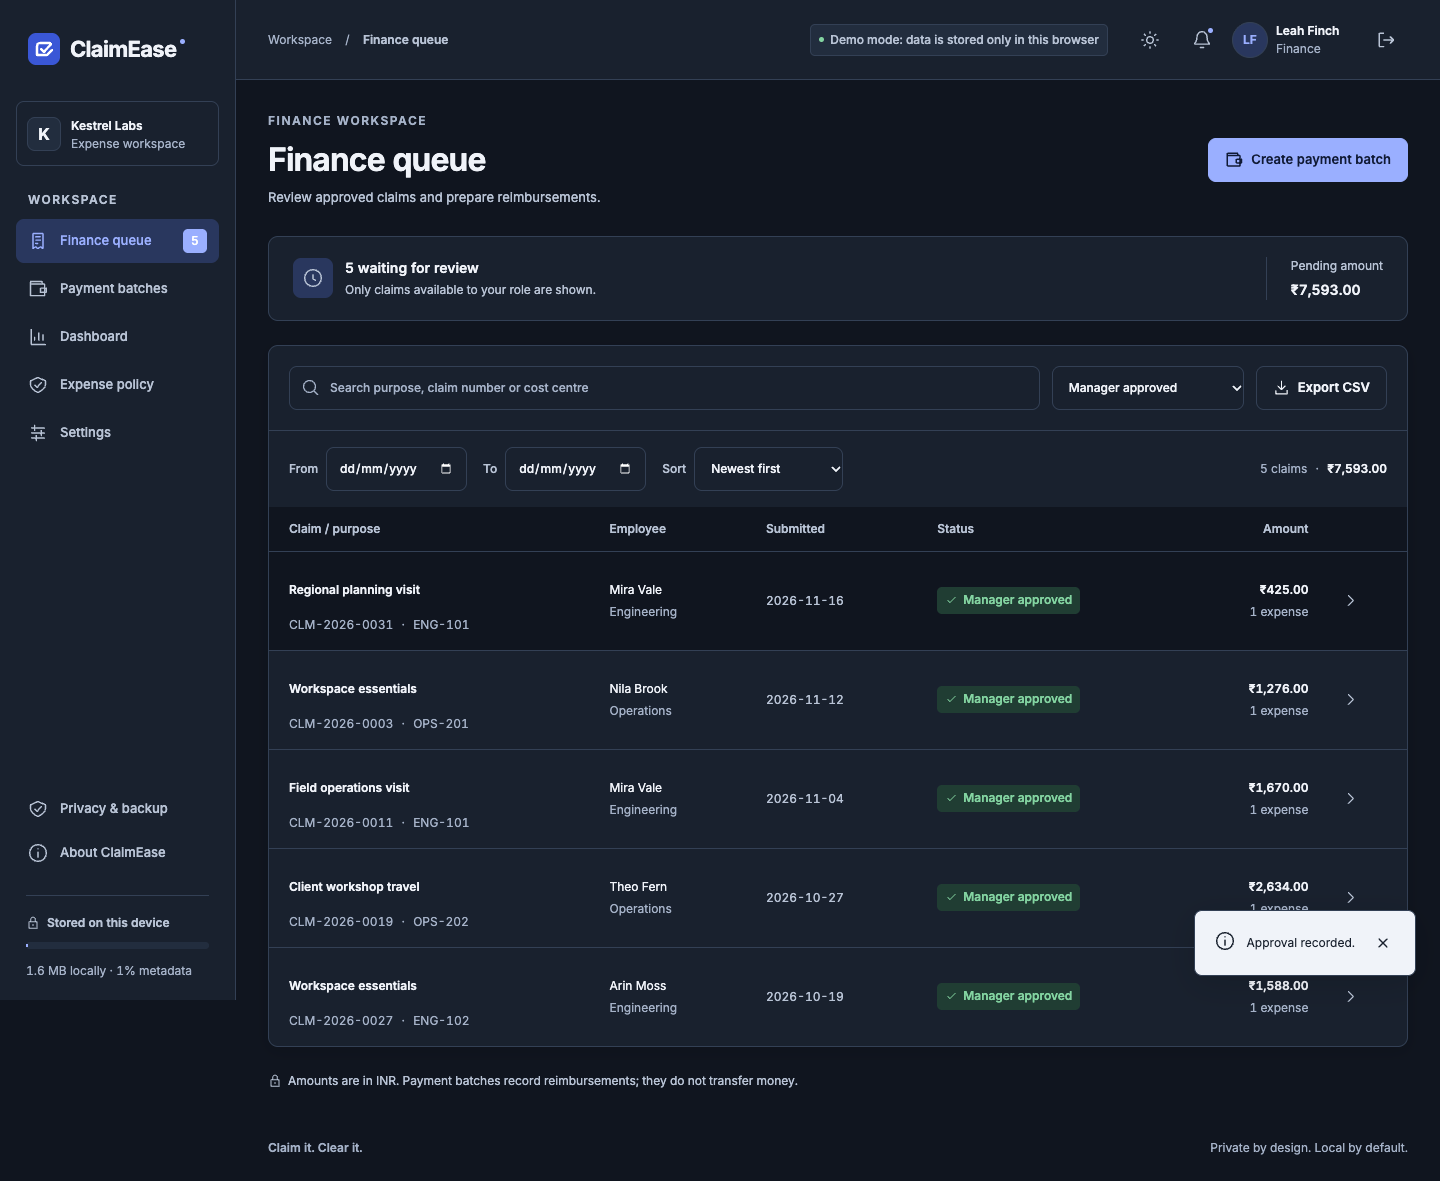 ClaimEase
K
Kestrel Labs
Expense workspace
WORKSPACE
Finance queue 5
Payment batches
Dashboard
Expense policy
Settings
Privacy & backup
About ClaimEase
Stored on this device
1.6 MB locally · 1% metadata
Workspace / Finance queue
Demo mode: data is stored only in this browser
LF
Leah Finch
Finance
FINANCE WORKSPACE
Finance queue
Review approved claims and prepare reimbursements.
Create payment batch
5 waiting for review
Only claims available to your role are shown.
Pending amount
₹7,593.00
Search purpose, claim number or cost centre
Manager approved
Export CSV
From dd/mm/yyyy To dd/mm/yyyy Sort Newest first
5 claims · ₹7,593.00
Claim / purpose Employee Submitted Status Amount
Regional planning visit
CLM-2026-0031 · ENG-101
Mira Vale
Engineering
2026-11-16
Manager approved
₹425.00
1 expense
Workspace essentials
CLM-2026-0003 · OPS-201
Nila Brook
Operations
2026-11-12
Manager approved
₹1,276.00
1 expense
Field operations visit
CLM-2026-0011 · ENG-101
Mira Vale
Engineering
2026-11-04
Manager approved
₹1,670.00
1 expense
Client workshop travel
CLM-2026-0019 · OPS-202
Theo Fern
Operations
2026-10-27
Manager approved
₹2,634.00
1 expense
Approval recorded.
Workspace essentials
CLM-2026-0027 · ENG-102
Arin Moss
Engineering
2026-10-19
Manager approved
₹1,588.00
1 expense
Amounts are in INR. Payment batches record reimbursements; they do not transfer money.
Claim it. Clear it.
Private by design. Local by default.